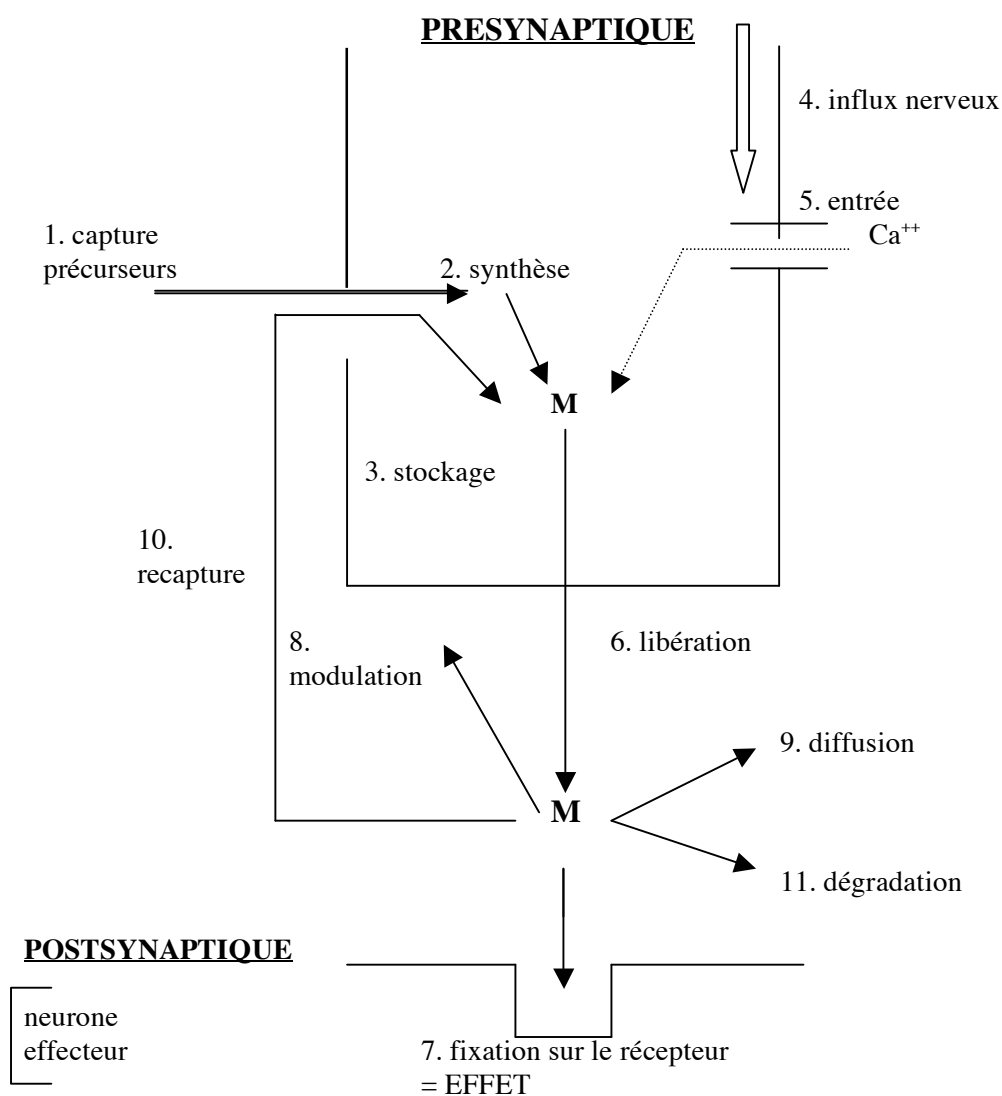 PRESYNAPTIQUE
4. influx nerveux
5. entrée
Ca++
1. capture
précurseurs
2. synthèse
M
3. stockage
10.
recapture
8.
modulation
6. libération
9. diffusion
M
11. dégradation
POSTSYNAPTIQUE
neurone
effecteur
7. fixation sur le récepteur
= EFFET